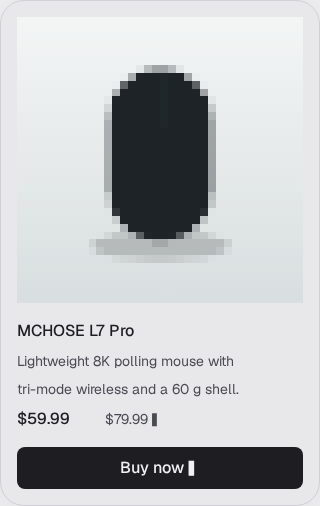 MCHOSE L7 Pro
Lightweight 8K polling mouse with
tri-mode wireless and a 60 g shell.
$59.99 $79.99
Buy now